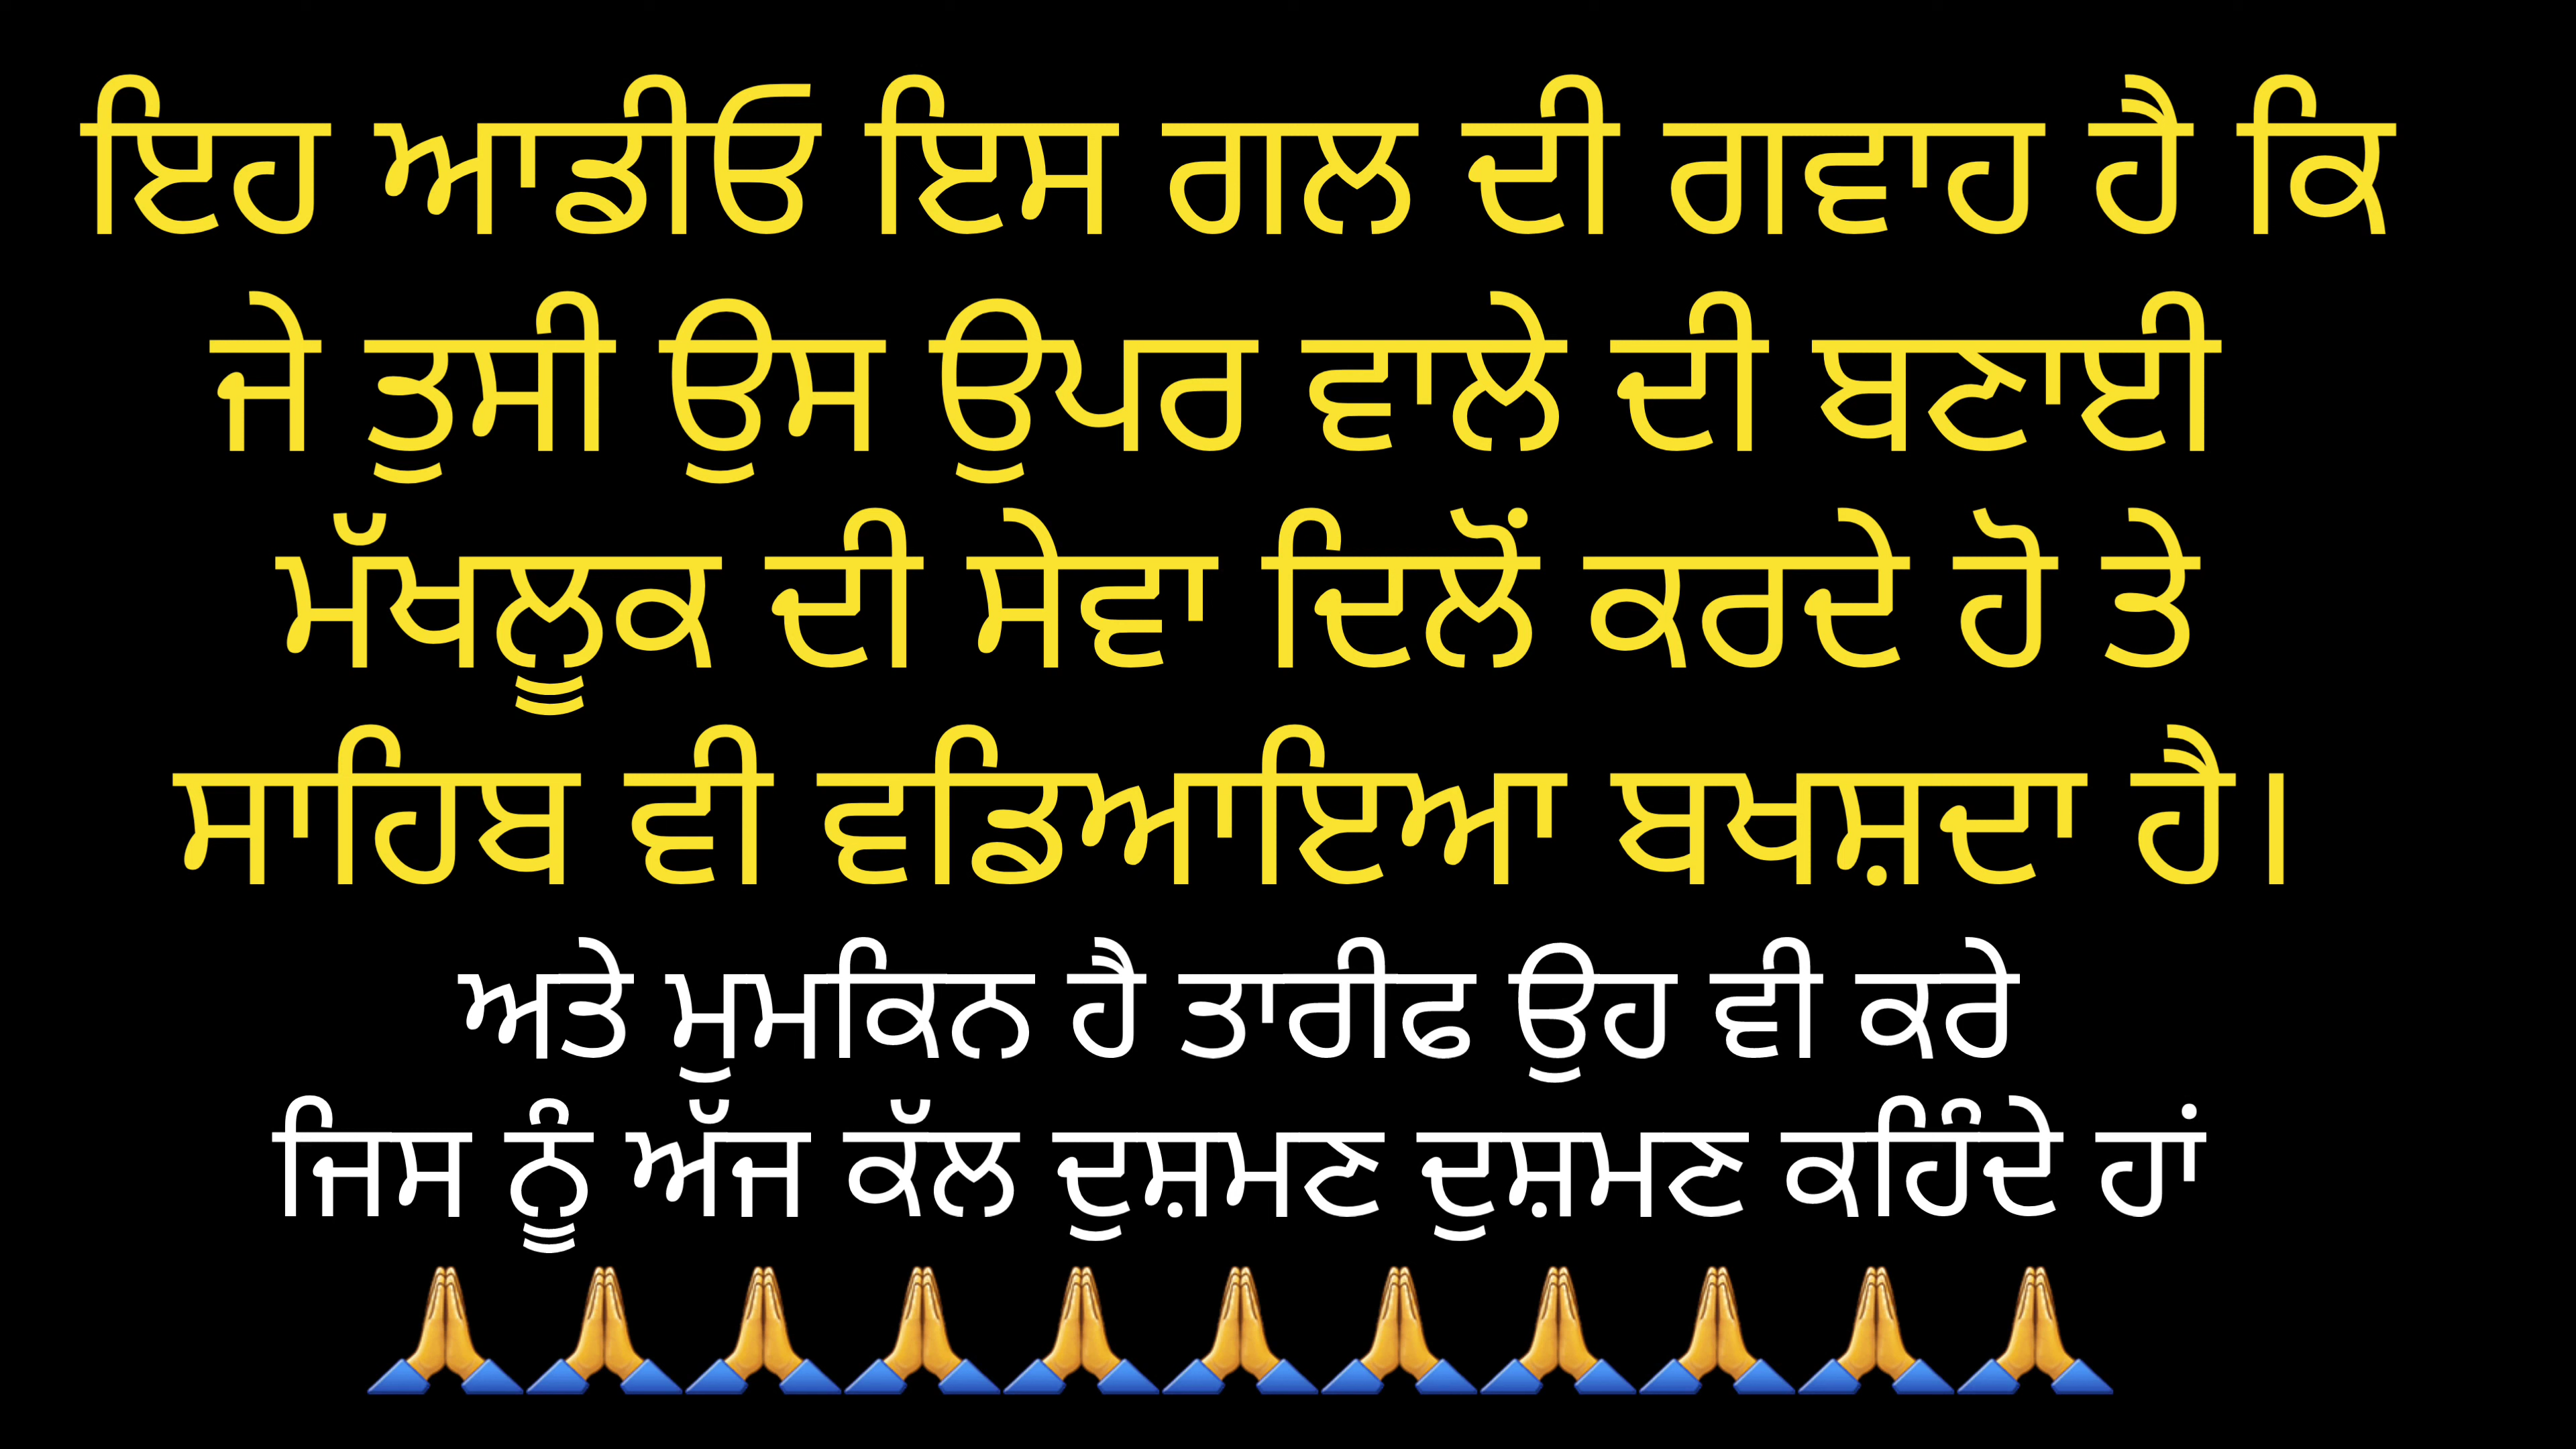 ਇਹ ਆਡੀਓ ਇਸ ਗਲ ਦੀ ਗਵਾਹ ਹੈ ਕਿ
ਜੇ ਤੁਸੀ ਉਸ ਉਪਰ ਵਾਲੇ ਦੀ ਬਣਾਈ
ਮੱਖਲੂਕ ਦੀ ਸੇਵਾ ਦਿਲੋਂ ਕਰਦੇ ਹੋ ਤੇ
ਸਾਹਿਬ ਵੀ ਵਡਿਆਇਆ ਬਖਸ਼ਦਾ ਹੈ।
ਅਤੇ ਮੁਮਕਿਨ ਹੈ ਤਾਰੀਫ ਉਹ ਵੀ ਕਰੇ
ਜਿਸ ਨੂੰ ਅੱਜ ਕੱਲ ਦੁਸ਼ਮਣ ਦੁਸ਼ਮਣ ਕਹਿੰਦੇ ਹਾਂ
🙏🙏🙏🙏🙏🙏🙏🙏🙏🙏🙏